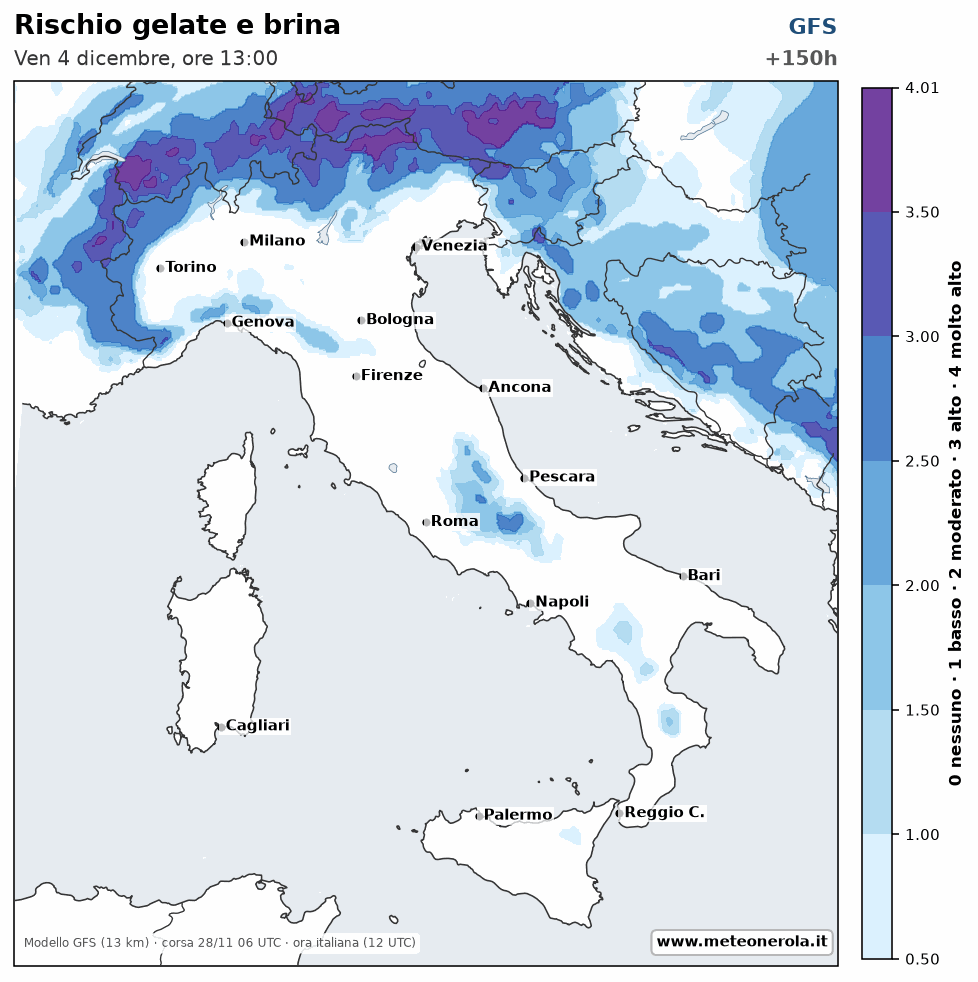 Rischio gelate e brina
GFS
Ven 4 dicembre, ore 13:00
+150h
4.01
3.50
3.00
2.50
2.00
1.50
1.00
0.50
0 nessuno · 1 basso · 2 moderato · 3 alto · 4 molto alto
Milano
Venezia
Torino
Genova
Bologna
Firenze
Ancona
Pescara
Roma
Bari
Napoli
Cagliari
Palermo
Reggio C.
Modello GFS (13 km) · corsa 28/11 06 UTC · ora italiana (12 UTC)
www.meteonerola.it